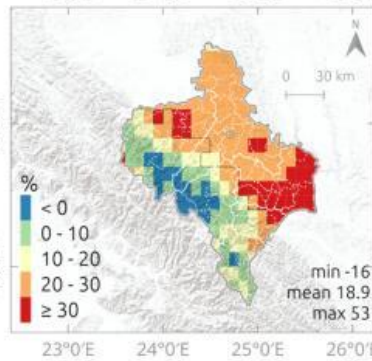 N
0 30 km
%
< 0
0 - 10
10 - 20
20 - 30
≥ 30
min -16
mean 18.9
max 53
23°0'E 24°0'E 25°0'E 26°0'